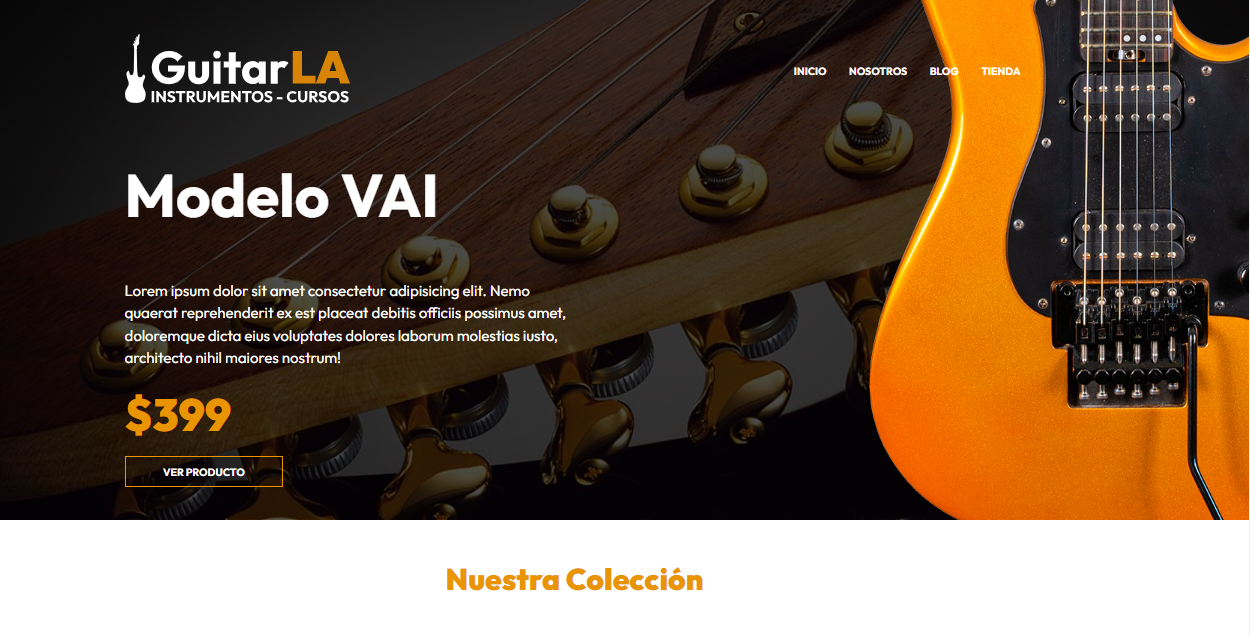 GuitarLA
INSTRUMENTOS - CURSOS
INICIO NOSOTROS BLOG TIENDA
Modelo VAI
Lorem ipsum dolor sit amet consectetur adipisicing elit. Nemo
quaerat reprehenderit ex est placeat debitis officiis possimus amet,
doloremque dicta eius voluptates dolores laborum molestias iusto,
architecto nihil maiores nostrum!
$399
VER PRODUCTO
Nuestra Colección